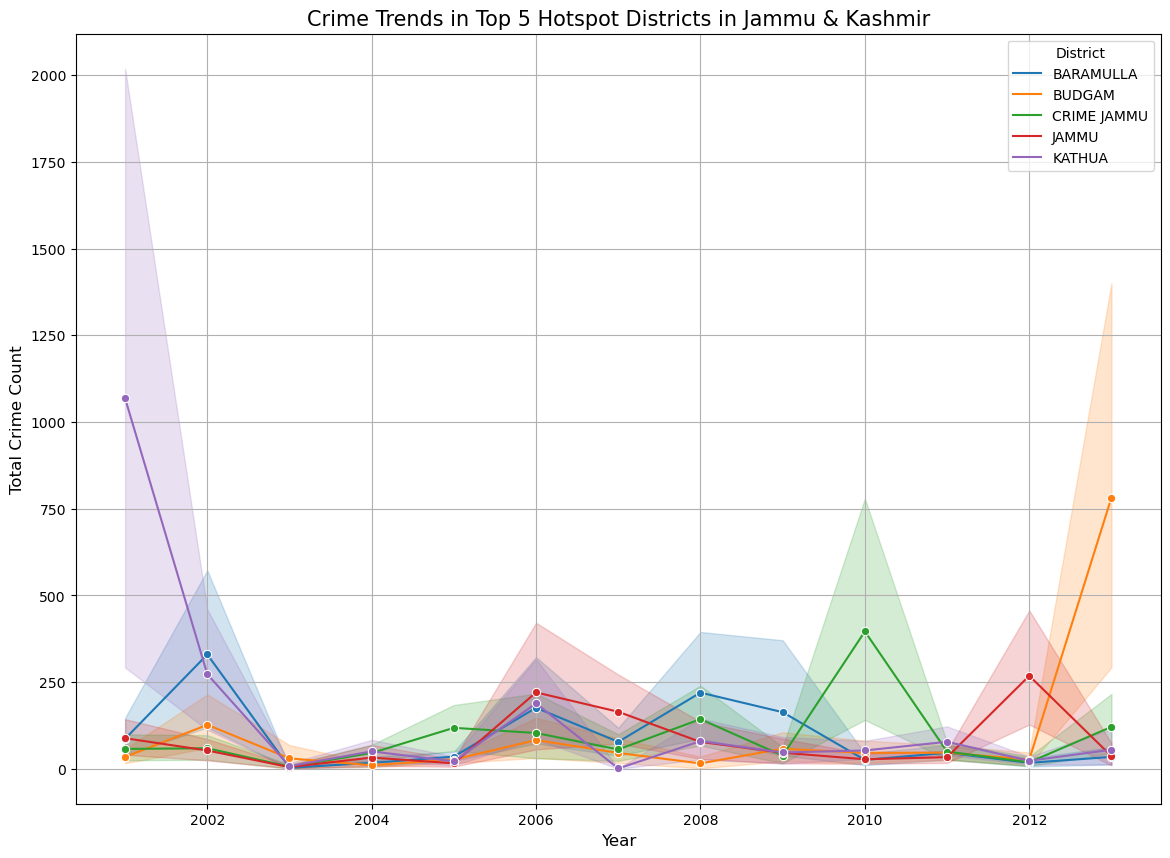 Crime Trends in Top 5 Hotspot Districts in Jammu & Kashmir
District
BARAMULLA
BUDGAM
CRIME JAMMU
JAMMU
KATHUA
Total Crime Count
2000
1750
1500
1250
1000
750
500
250
0
2002
2004
2006
2008
2010
2012
Year